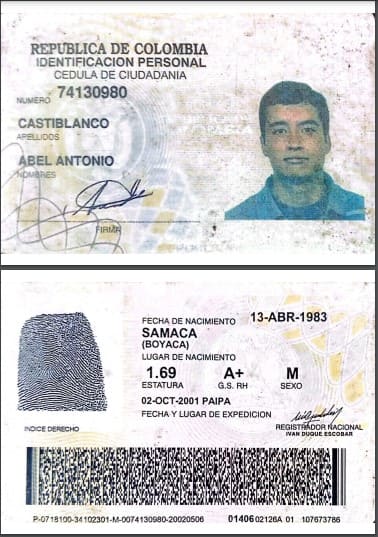 REPUBLICA DE COLOMBIA
IDENTIFICACION PERSONAL
CEDULA DE CIUDADANIA
NUMERO 74130980
CASTIBLANCO
APELLIDOS
ABEL ANTONIO
NOMBRES
FIRMA
FECHA DE NACIMIENTO 13-ABR-1983
SAMACA
(BOYACA)
LUGAR DE NACIMIENTO
1.69 A+ M
ESTATURA G.S. RH SEXO
02-OCT-2001 PAIPA
FECHA Y LUGAR DE EXPEDICION
INDICE DERECHO
REGISTRADOR NACIONAL
IVAN DUQUE ESCOBAR
P-0718100-34102301-M-0074130980-20020506 01406 02126A 01 107673786